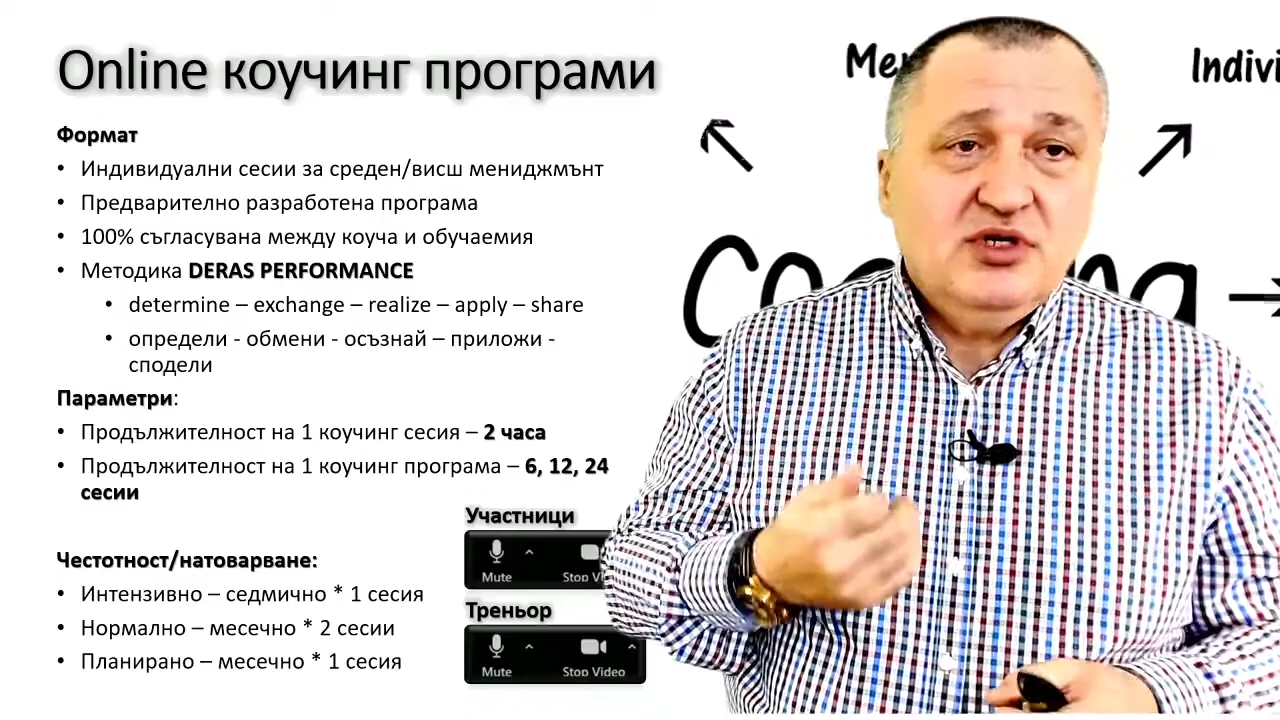 Online коучинг програми
Формат
• Индивидуални сесии за среден/висш мениджмънт
• Предварително разработена програма
• 100% съгласувана между коуча и обучаемия
• Методика DERAS PERFORMANCE
• determine – exchange – realize – apply – share
• определи - обмени - осъзнай – приложи -
сподели
Параметри:
• Продължителност на 1 коучинг сесия – 2 часа
• Продължителност на 1 коучинг програма – 6, 12, 24
сесии
Честотност/натоварване:
• Интензивно – седмично * 1 сесия
• Нормално – месечно * 2 сесии
• Планирано – месечно * 1 сесия
Участници
Mute Stop
Треньор
Mute Stop Video